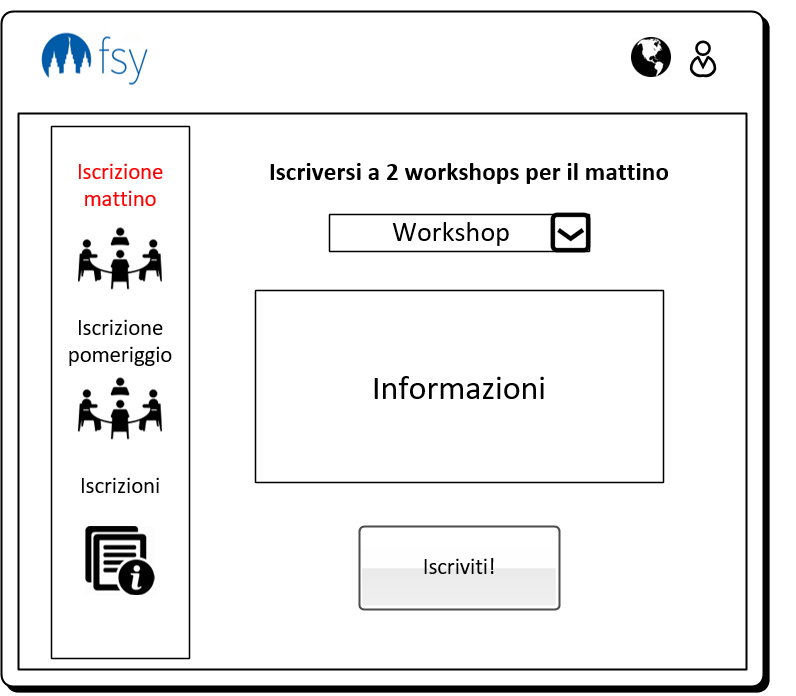 fsy
Iscrizione
mattino
Iscrizione
pomeriggio
Iscrizioni
Iscriversi a 2 workshops per il mattino
Workshop
Informazioni
Iscriviti!